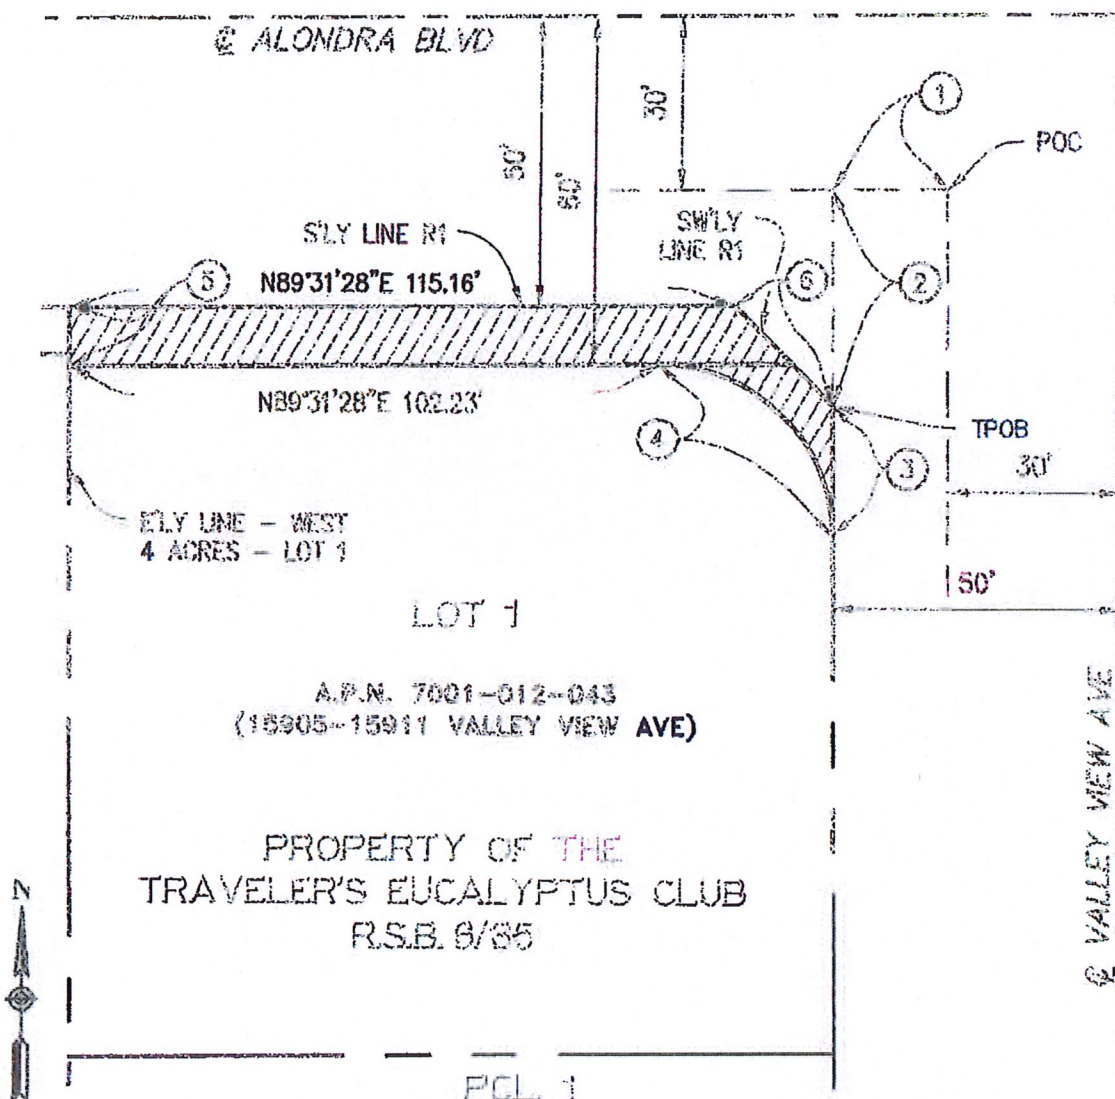 ℄ ALONDRA BLVD
30'
1
POC
50'
60'
S'LY LINE R1
SW'LY
LINE R1
5
N89°31'28"E 115.16'
6
2
N89°31'28"E 102.23'
4
TPOB
3
30'
E'LY LINE - WEST
4 ACRES - LOT 1
50'
LOT 1
A.P.N. 7001-012-043
(15905-15911 VALLEY VIEW AVE)
℄ VALLEY VIEW AVE
PROPERTY OF THE
TRAVELER'S EUCALYPTUS CLUB
N
R.S.B.
PCL. 1